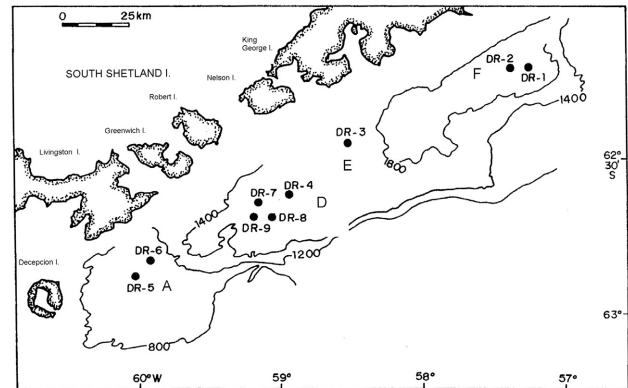 0 25km
King
George I.
DR-2
F
DR-1
SOUTH SHETLAND I.
Nelson I.
1400
Robert I.
DR-3
Greenwich I.
Livingston I.
E
1800
62°
30'
S
DR-7
DR-4
D
1400
DR-9
DR-8
DR-6
1200
Decepcion I.
DR-5
A
63°
800
60°W
59°
58°
57°